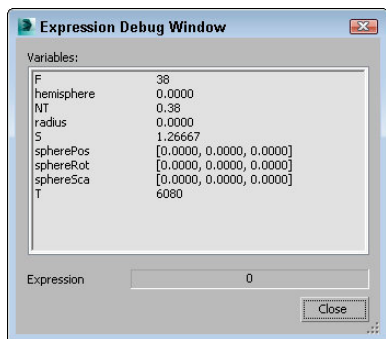 Expression Debug Window
Variables:
F 38
hemisphere 0.0000
NT 0.38
radius 0.0000
S 1.26667
spherePos [0.0000, 0.0000, 0.0000]
sphereRot [0.0000, 0.0000, 0.0000]
sphereSca [0.0000, 0.0000, 0.0000]
T 6080
Expression 0
Close